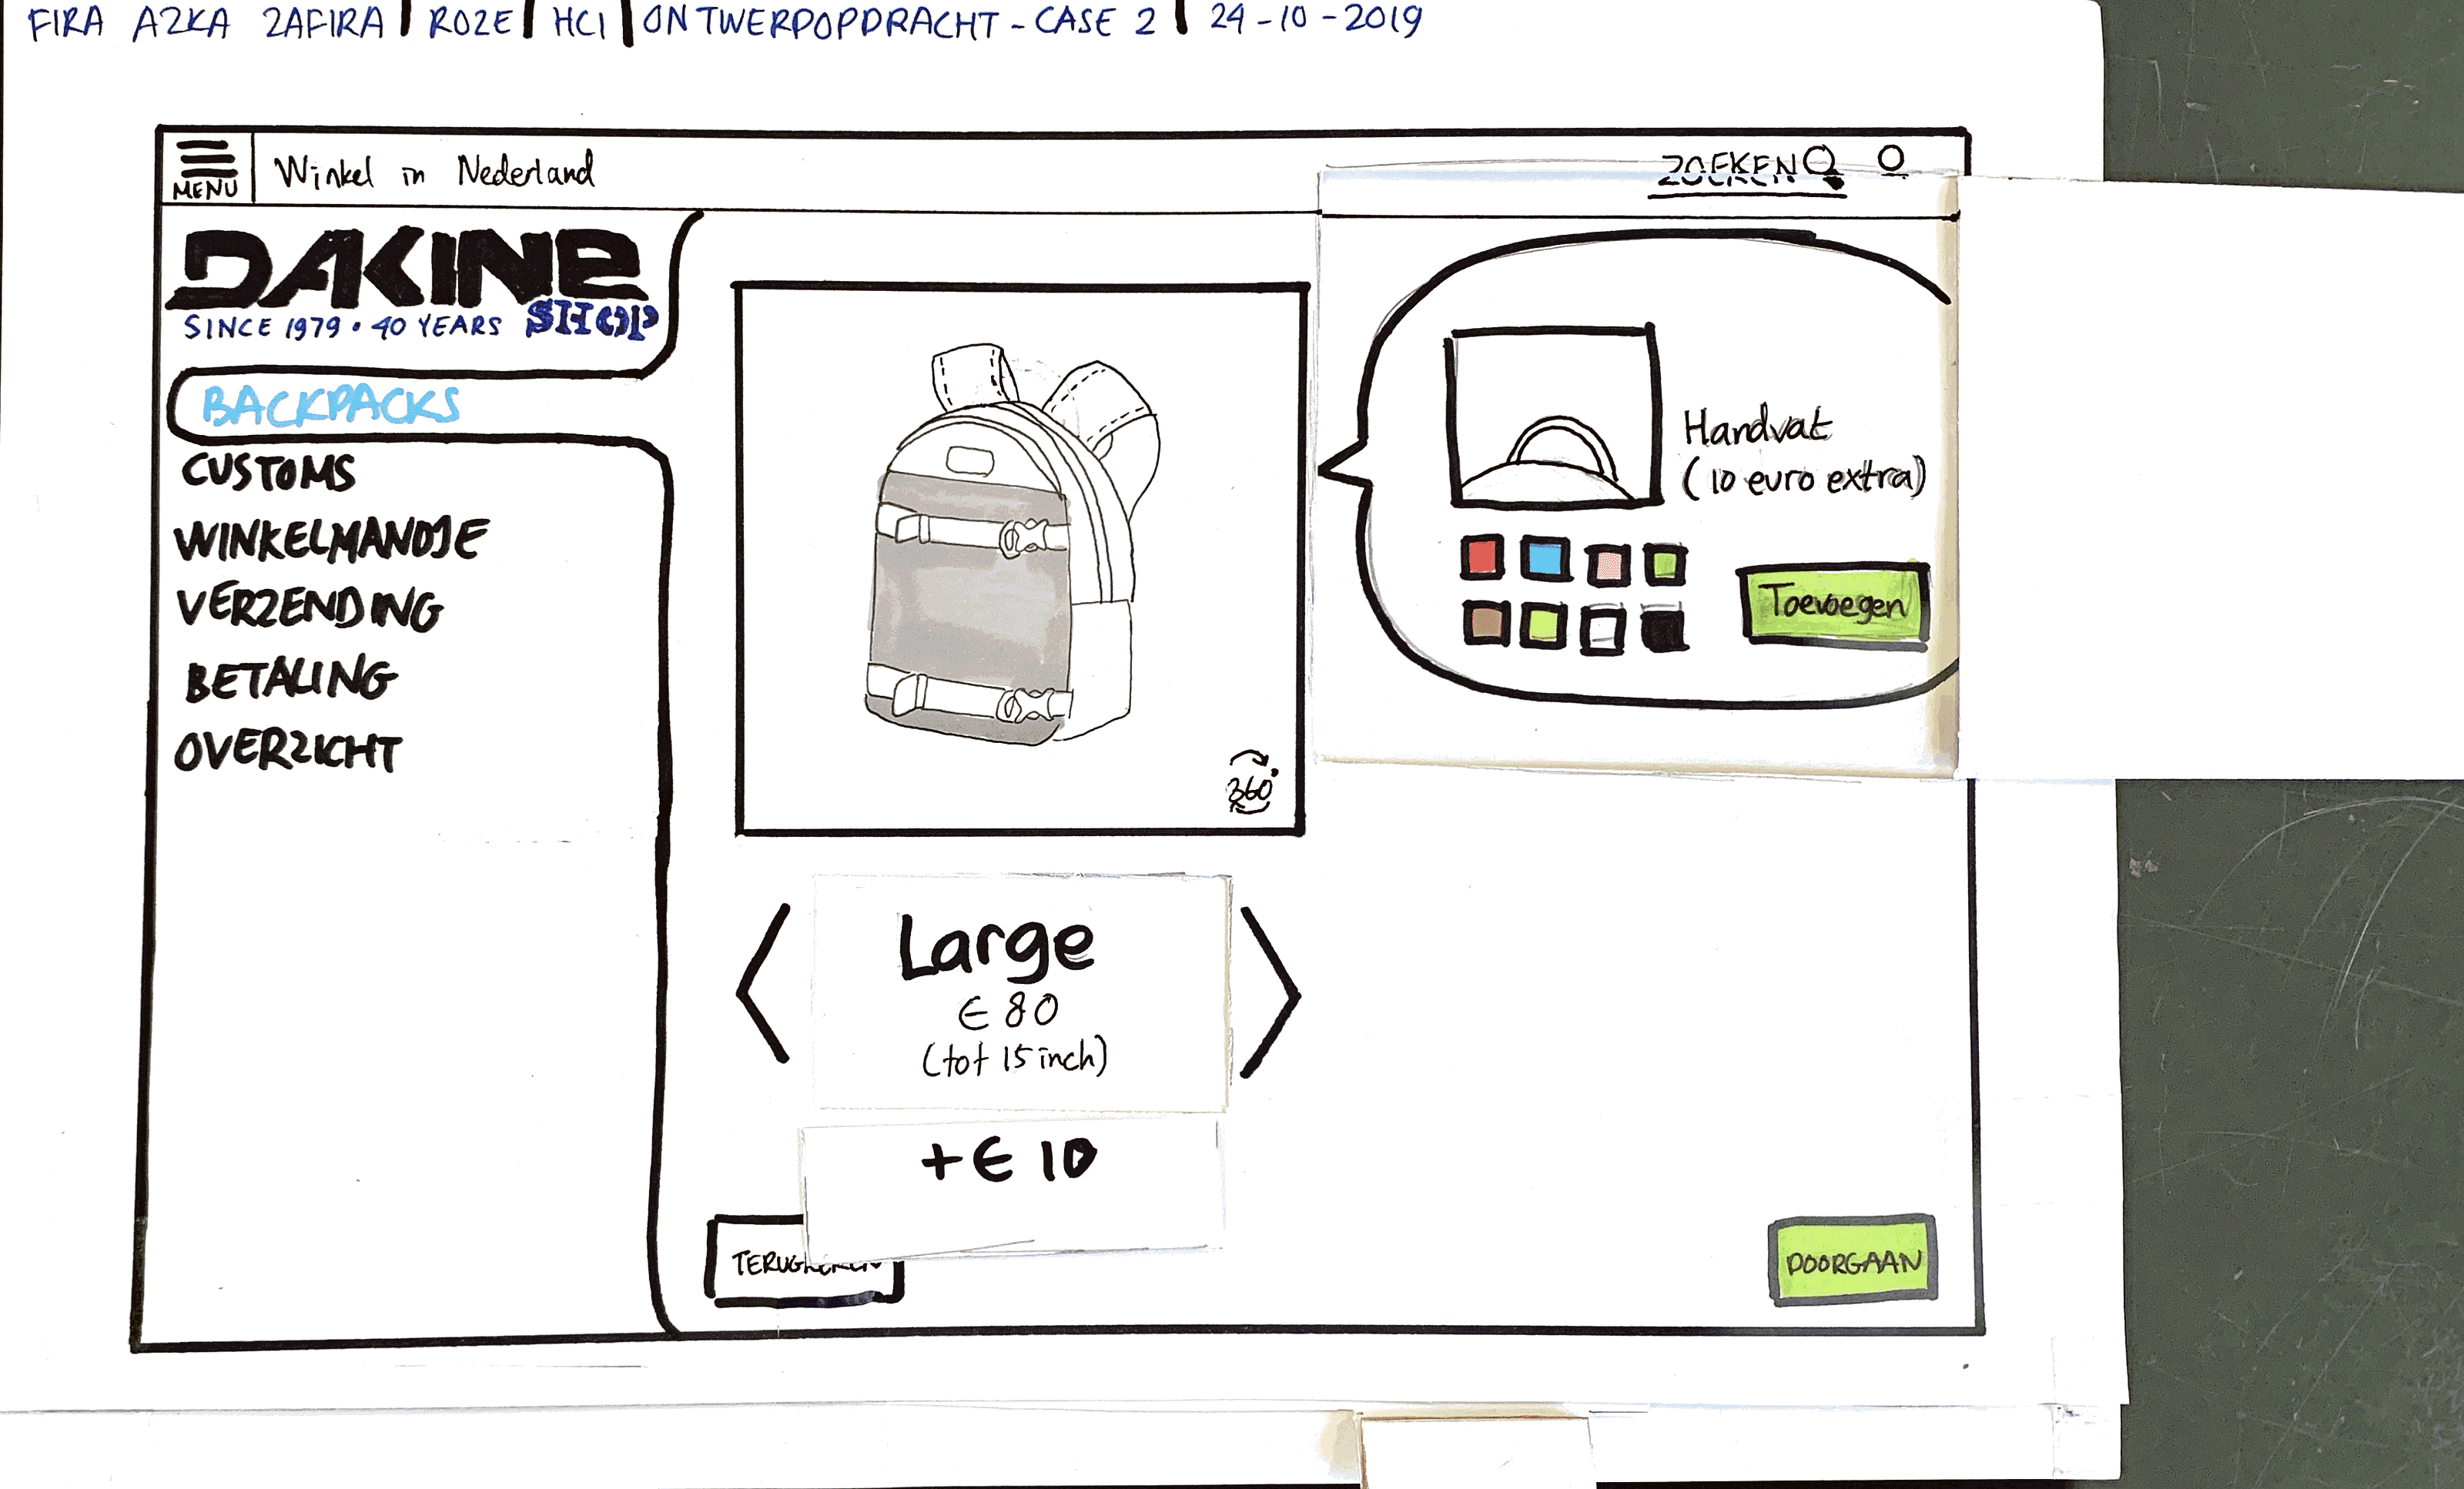 FIRA AZKA ZAFIRA | ROZE | HCI | ONTWERPOPDRACHT - CASE 2 | 24-10-2019
MENU
Winkel in Nederland
ZOEKEN
DAKINE
SINCE 1979 • 40 YEARS SHOP
BACKPACKS
CUSTOMS
WINKELMANDJE
VERZENDING
BETALING
OVERZICHT
360°
Handvat
(10 euro extra)
Toevoegen
Large
€ 80
(tot 15 inch)
+ € 10
TERUGKEREN
DOORGAAN